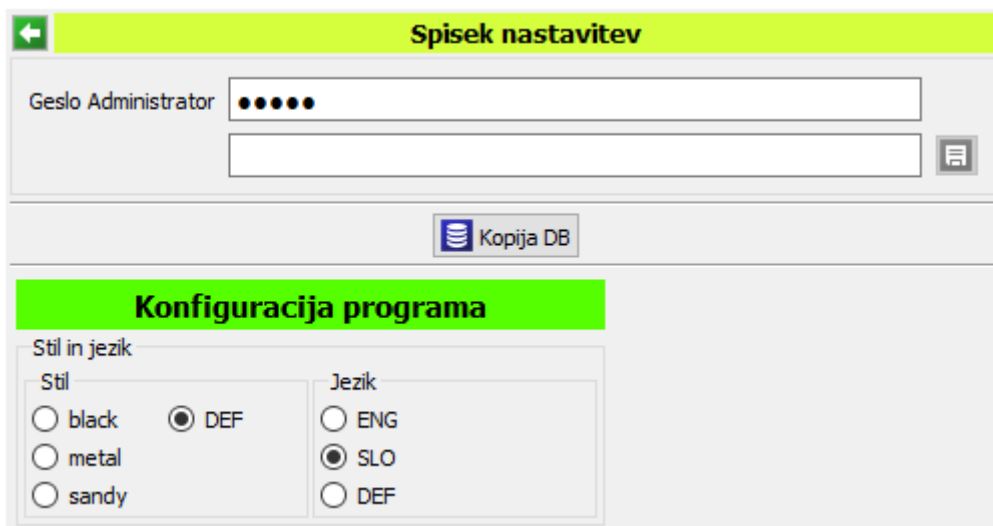 Spisek nastavitev
Geslo Administrator ●●●●●
Kopija DB
Konfiguracija programa
Stil in jezik
Stil Jezik
black DEF ENG
metal SLO
sandy DEF